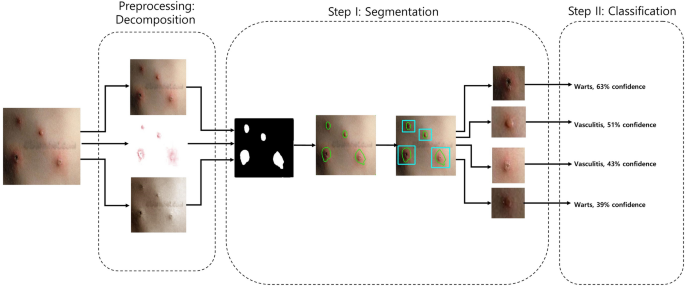 Preprocessing:
Decomposition
Step I: Segmentation
Step II: Classification
Warts, 63% confidence
Vasculitis, 51% confidence
Vasculitis, 43% confidence
Warts, 39% confidence